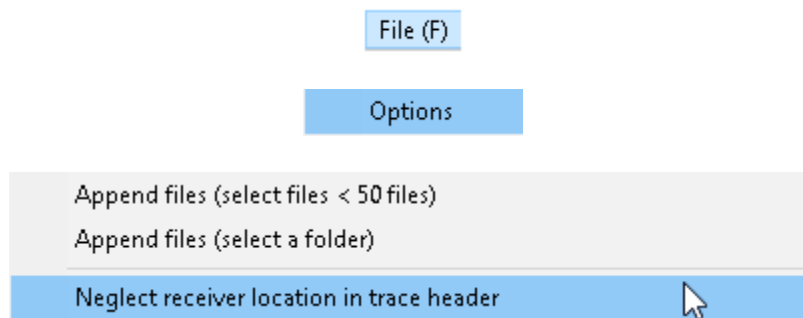 File (F)
Options
Append files (select files < 50 files)
Append files (select a folder)
Neglect receiver location in trace header